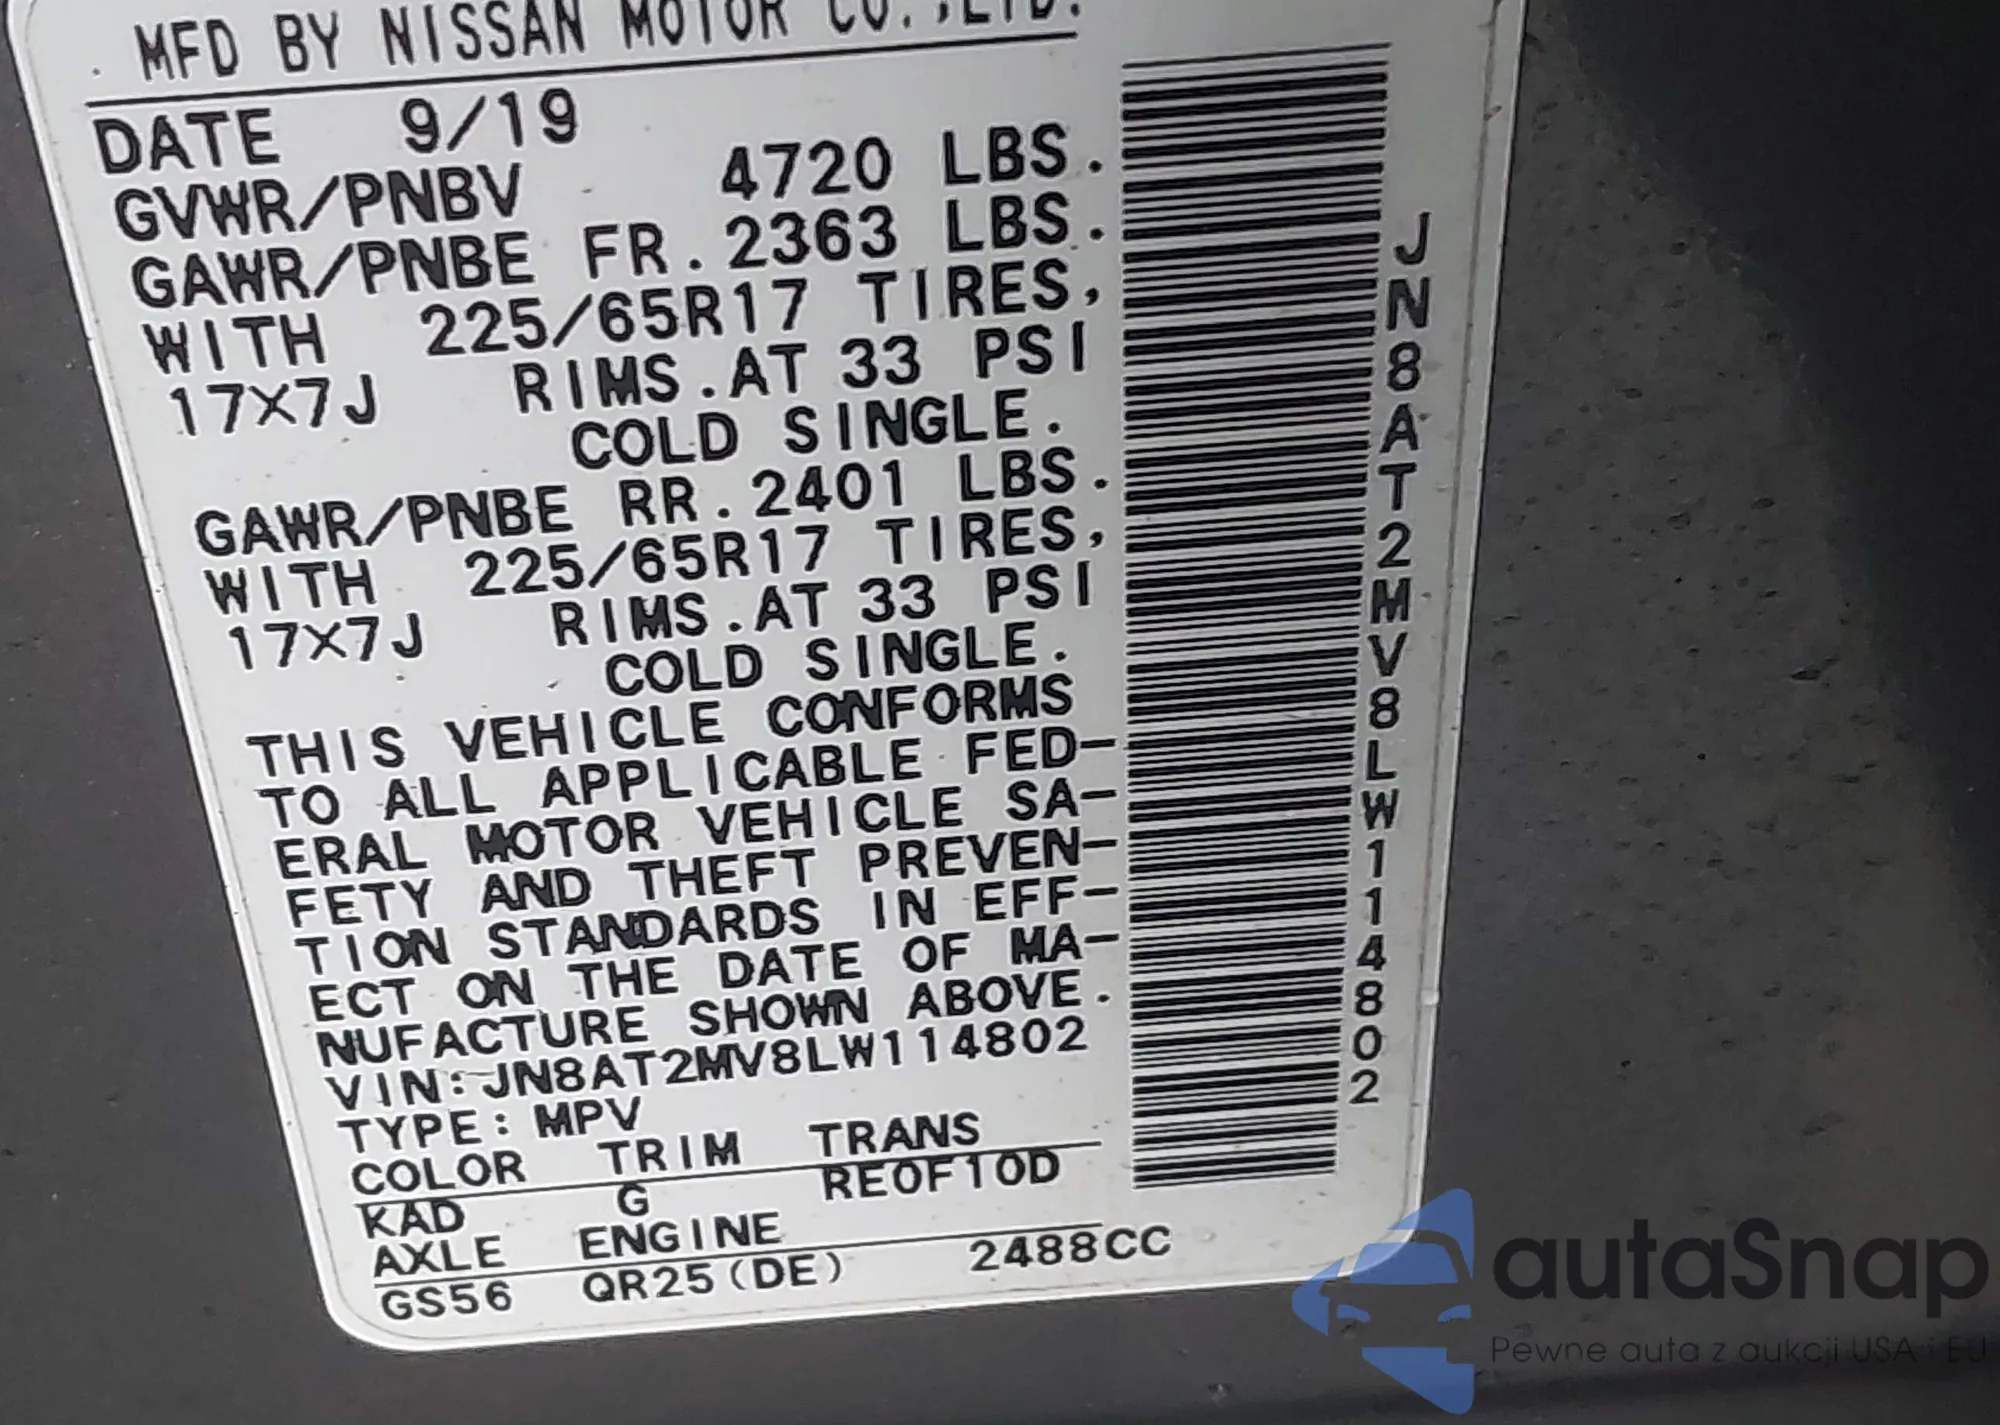 MFD BY NISSAN MOTOR CO.,LTD.
DATE 9/19
GVWR/PNBV 4720 LBS.
GAWR/PNBE FR. 2363 LBS.
WITH 225/65R17 TIRES,
17X7J RIMS.AT 33 PSI
COLD SINGLE.
GAWR/PNBE RR. 2401 LBS.
WITH 225/65R17 TIRES,
17X7J RIMS.AT 33 PSI
COLD SINGLE.
THIS VEHICLE CONFORMS
TO ALL APPLICABLE FED-
ERAL MOTOR VEHICLE SA-
FETY AND THEFT PREVEN-
TION STANDARDS IN EFF-
ECT ON THE DATE OF MA-
NUFACTURE SHOWN ABOVE.
VIN:JN8AT2MV8LW114802
TYPE:MPV
COLOR TRIM TRANS
KAD G RE0F10D
AXLE ENGINE
GS56 QR25(DE) 2488CC
JN8AT2MV8LW114802
autaSnap
Pewne auta z aukcji USA i EU